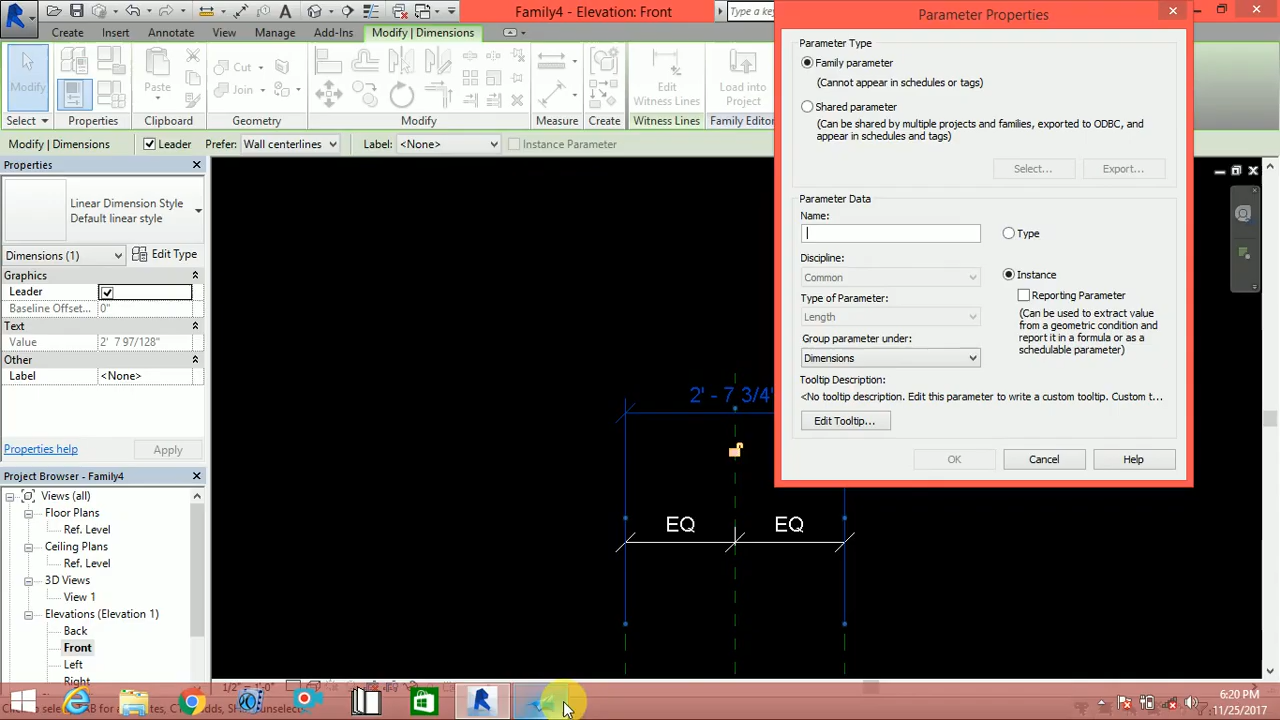 Family4 - Elevation: Front
Type a key
Parameter Properties
Create Insert Annotate View Manage Add-Ins Modify | Dimensions
Modify
Paste
Cut
Join
Edit
Witness Lines
Load into
Project
Select Properties Clipboard Geometry Modify Measure Create Witness Lines Family Editor
Modify | Dimensions Leader Prefer: Wall centerlines Label: <None> Instance Parameter
Properties
Linear Dimension Style
Default linear style
Dimensions (1) Edit Type
Graphics
Leader
Baseline Offset... 0"
Text
Value 2' 7 97/128"
Other
Label <None>
Properties help Apply
Project Browser - Family4
Views (all)
Floor Plans
Ref. Level
Ceiling Plans
Ref. Level
3D Views
View 1
Elevations (Elevation 1)
Back
Front
Left
Right
2' - 7 3/4"
EQ EQ
1/2" = 1'-0"
Parameter Type
Family parameter
(Cannot appear in schedules or tags)
Shared parameter
(Can be shared by multiple projects and families, exported to ODBC, and
appear in schedules and tags)
Select... Export...
Parameter Data
Name:
Type
Discipline:
Common
Instance
Type of Parameter:
Reporting Parameter
Length
(Can be used to extract value
from a geometric condition and
report it in a formula or as a
schedulable parameter)
Group parameter under:
Dimensions
Tooltip Description:
<No tooltip description. Edit this parameter to write a custom tooltip. Custom t...
Edit Tooltip...
OK Cancel Help
6:20 PM
11/25/2017